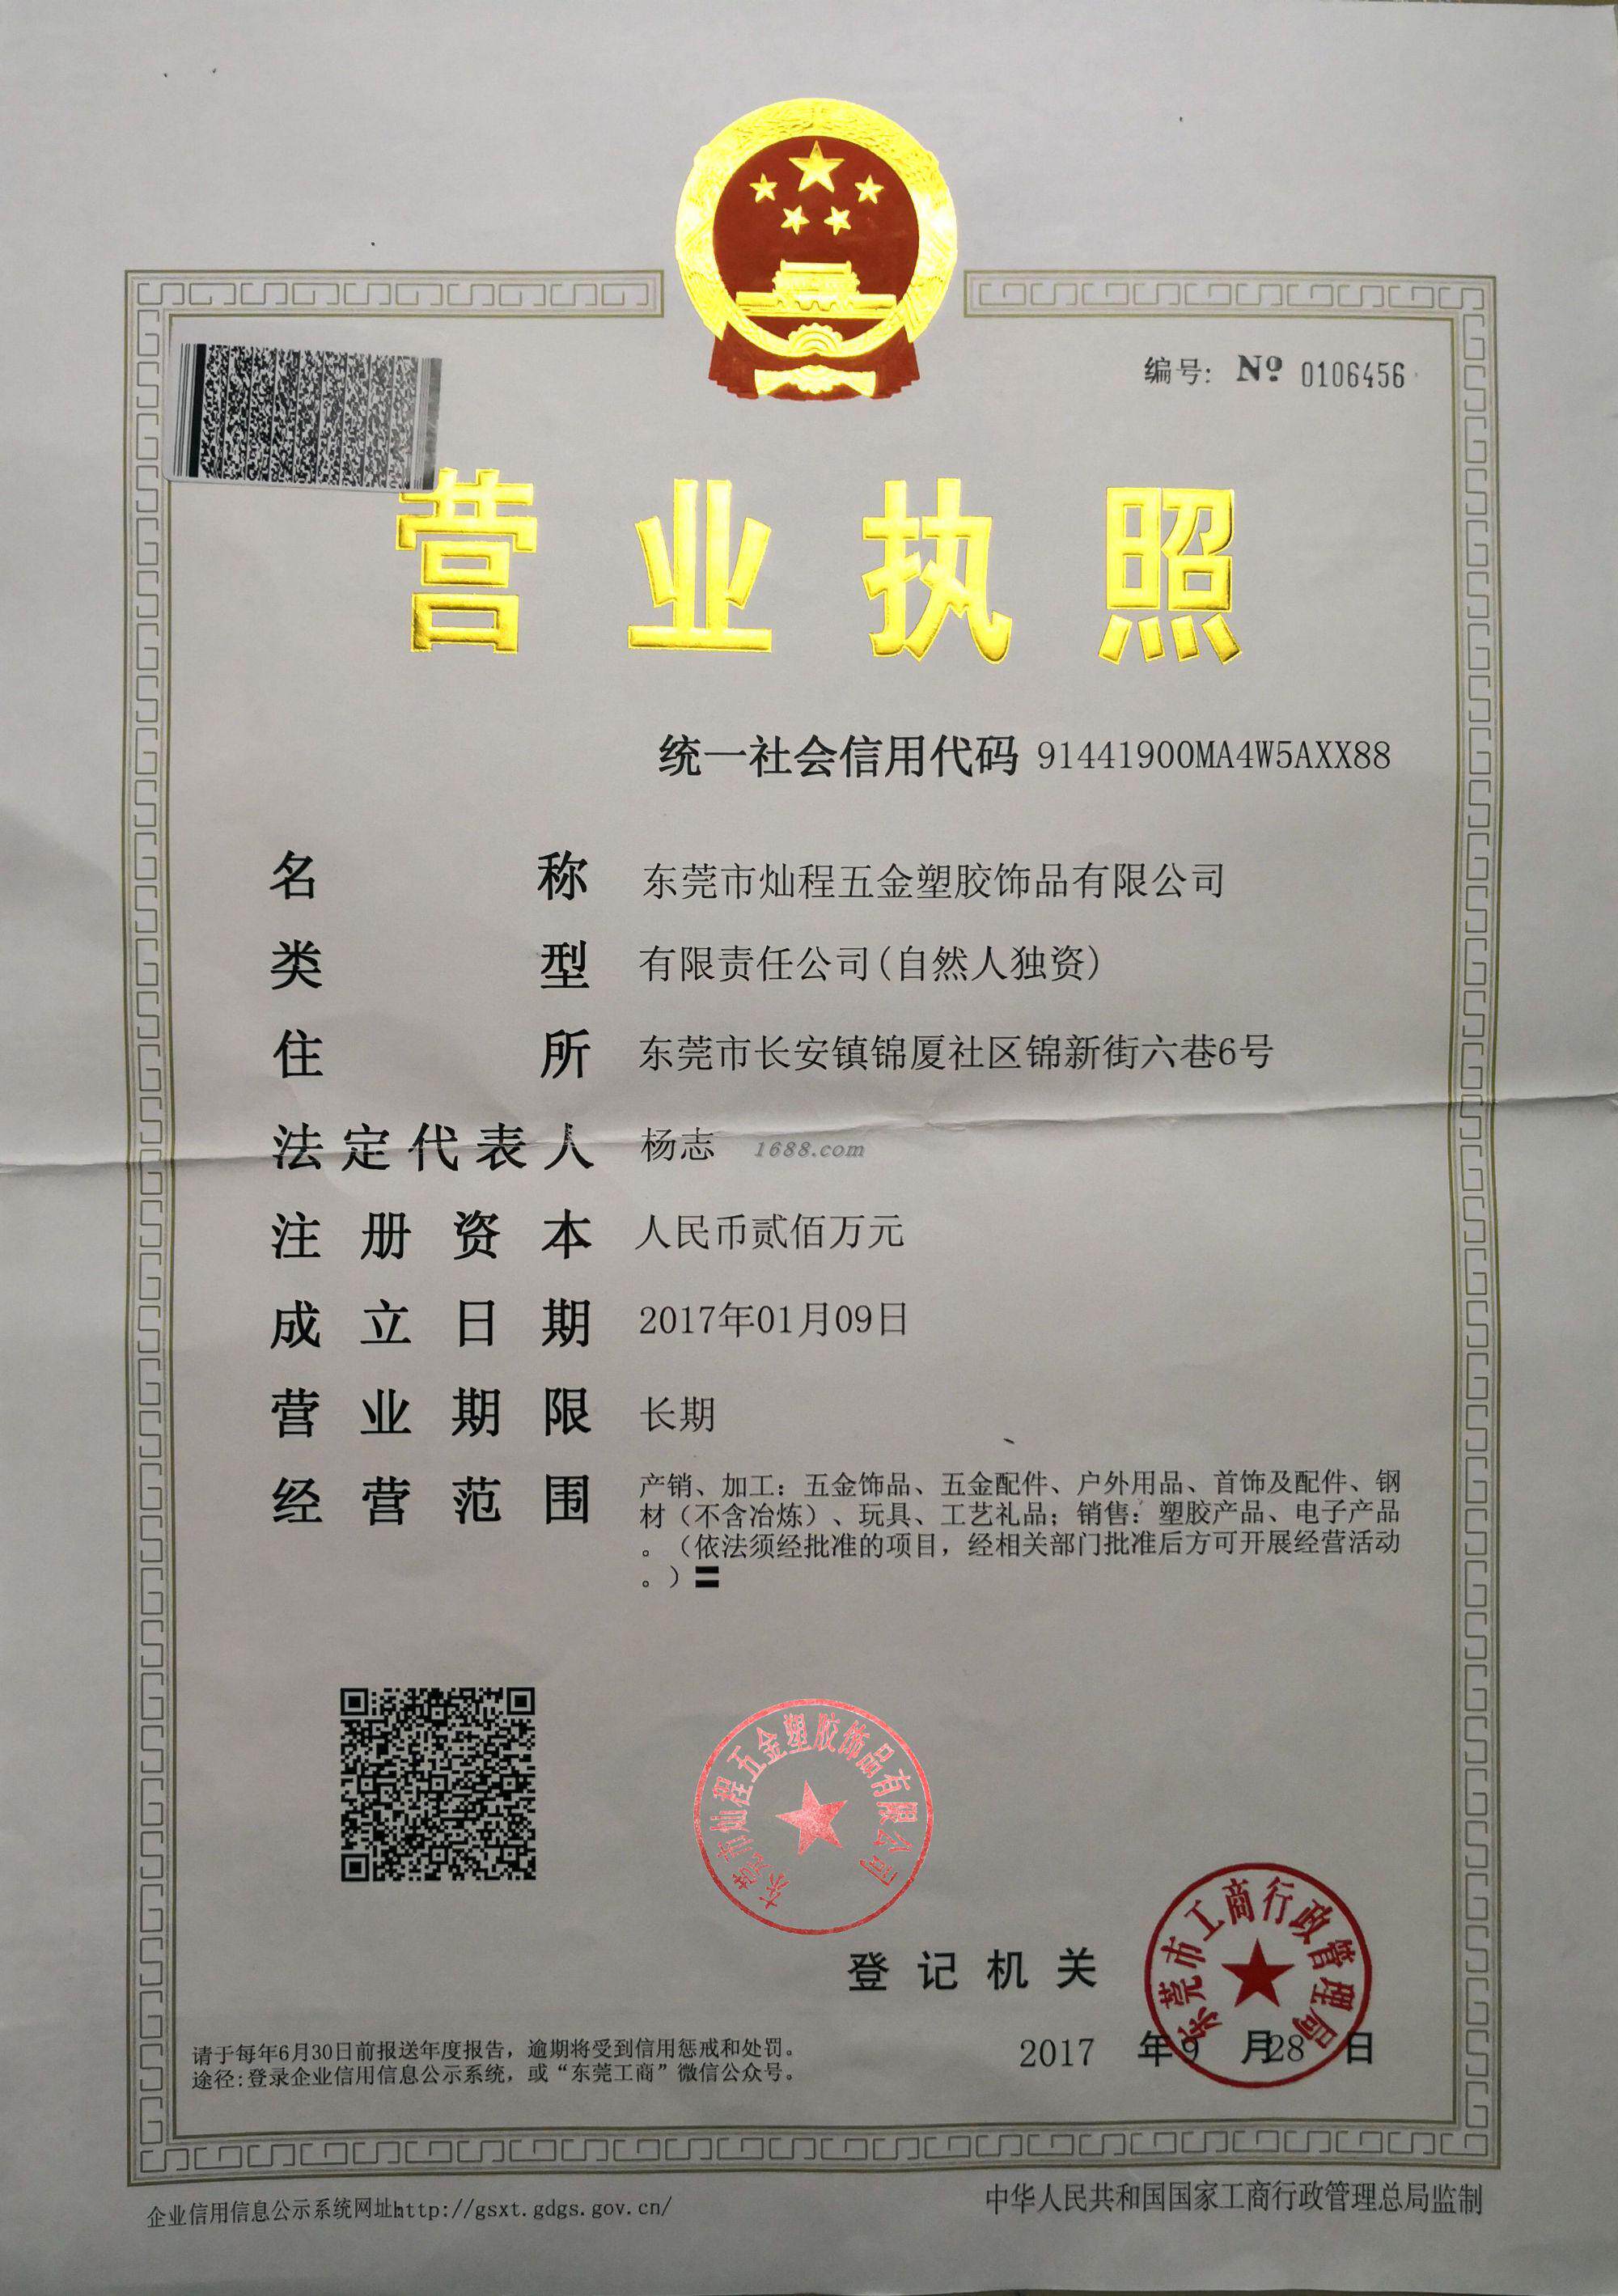 编号: Nº 0106456
营业执照
统一社会信用代码 91441900MA4W5AXX88
名称 东莞市灿程五金塑胶饰品有限公司
类型 有限责任公司(自然人独资)
住所 东莞市长安镇锦厦社区锦新街六巷6号
法定代表人 杨志 1688.com
注册资本 人民币贰佰万元
成立日期 2017年01月09日
营业期限 长期
经营范围 产销、加工：五金饰品、五金配件、户外用品、首饰及配件、钢
材（不含冶炼）、玩具、工艺礼品；销售：塑胶产品、电子产品
。（依法须经批准的项目，经相关部门批准后方可开展经营活动
。）〓
东莞市灿程五金塑胶饰品有限公司
登记机关
东莞市工商行政管理局
2017 年9 月28 日
请于每年6月30日前报送年度报告，逾期将受到信用惩戒和处罚。
途径:登录企业信用信息公示系统，或“东莞工商”微信公众号。
企业信用信息公示系统网址http://gsxt.gdgs.gov.cn/
中华人民共和国国家工商行政管理总局监制